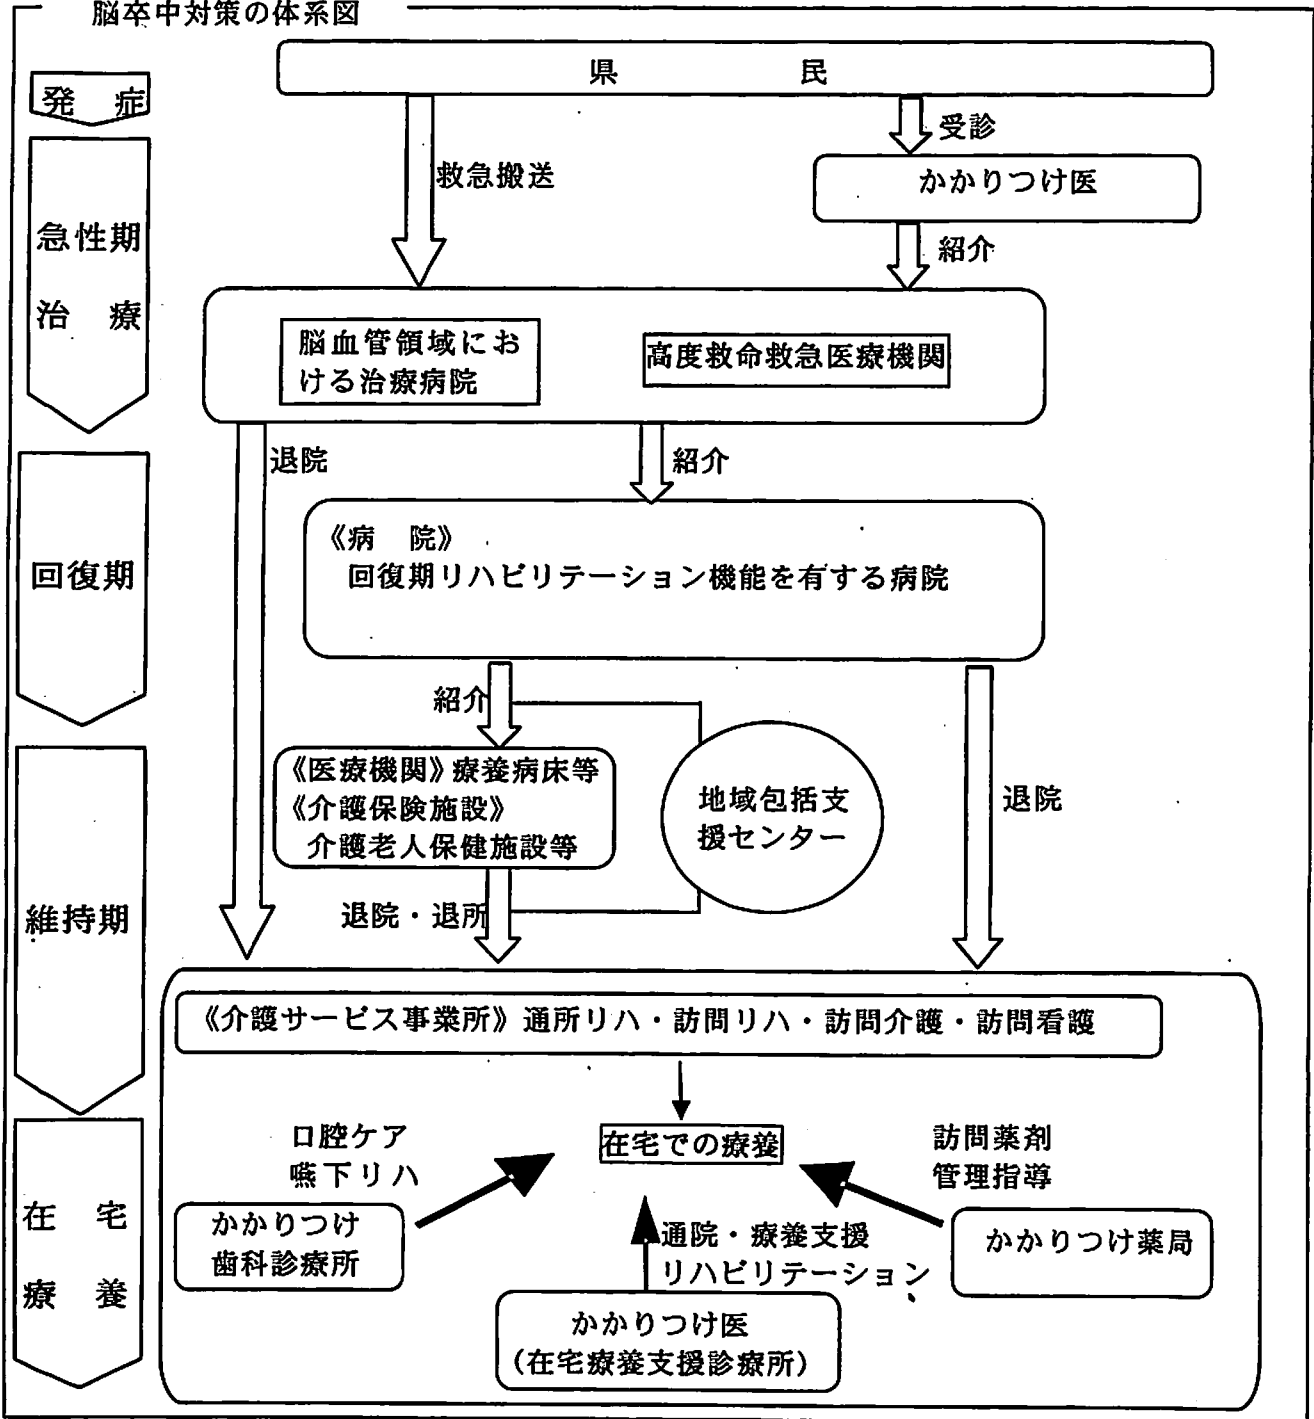 脳卒中対策の体系図
県　民
発　症
受診
救急搬送
かかりつけ医
急性期
治　療
紹介
脳血管領域にお
ける治療病院
高度救命救急医療機関
退院
紹介
回復期
《病　院》
回復期リハビリテーション機能を有する病院
紹介
《医療機関》療養病床等
《介護保険施設》
介護老人保健施設等
地域包括支
援センター
退院
維持期
退院・退所
《介護サービス事業所》通所リハ・訪問リハ・訪問介護・訪問看護
口腔ケア
嚥下リハ
在宅での療養
訪問薬剤
管理指導
在　宅
療　養
かかりつけ
歯科診療所
通院・療養支援
リハビリテーション
かかりつけ薬局
かかりつけ医
(在宅療養支援診療所)